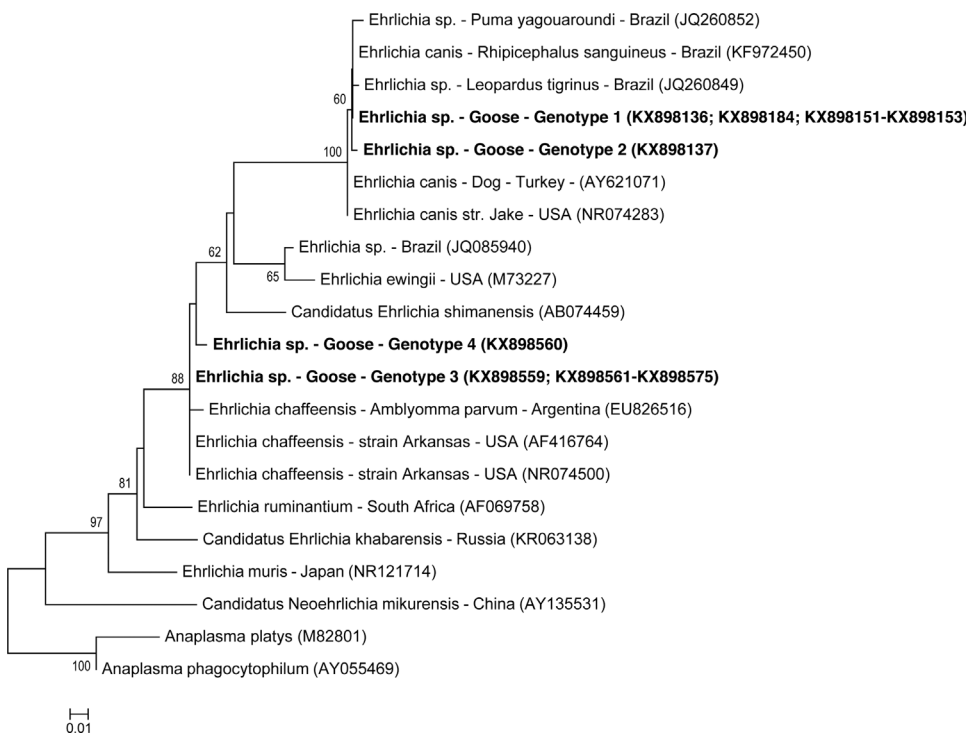 Ehrlichia sp. - Puma yagouaroundi - Brazil (JQ260852)
Ehrlichia canis - Rhipicephalus sanguineus - Brazil (KF972450)
Ehrlichia sp. - Leopardus tigrinus - Brazil (JQ260849)
60
Ehrlichia sp. - Goose - Genotype 1 (KX898136; KX898184; KX898151-KX898153)
Ehrlichia sp. - Goose - Genotype 2 (KX898137)
100
Ehrlichia canis - Dog - Turkey - (AY621071)
Ehrlichia canis str. Jake - USA (NR074283)
Ehrlichia sp. - Brazil (JQ085940)
62
65
Ehrlichia ewingii - USA (M73227)
Candidatus Ehrlichia shimanensis (AB074459)
Ehrlichia sp. - Goose - Genotype 4 (KX898560)
88
Ehrlichia sp. - Goose - Genotype 3 (KX898559; KX898561-KX898575)
Ehrlichia chaffeensis - Amblyomma parvum - Argentina (EU826516)
Ehrlichia chaffeensis - strain Arkansas - USA (AF416764)
Ehrlichia chaffeensis - strain Arkansas - USA (NR074500)
81
Ehrlichia ruminantium - South Africa (AF069758)
97
Candidatus Ehrlichia khabarensis - Russia (KR063138)
Ehrlichia muris - Japan (NR121714)
Candidatus Neoehrlichia mikurensis - China (AY135531)
Anaplasma platys (M82801)
100
Anaplasma phagocytophilum (AY055469)
0.01